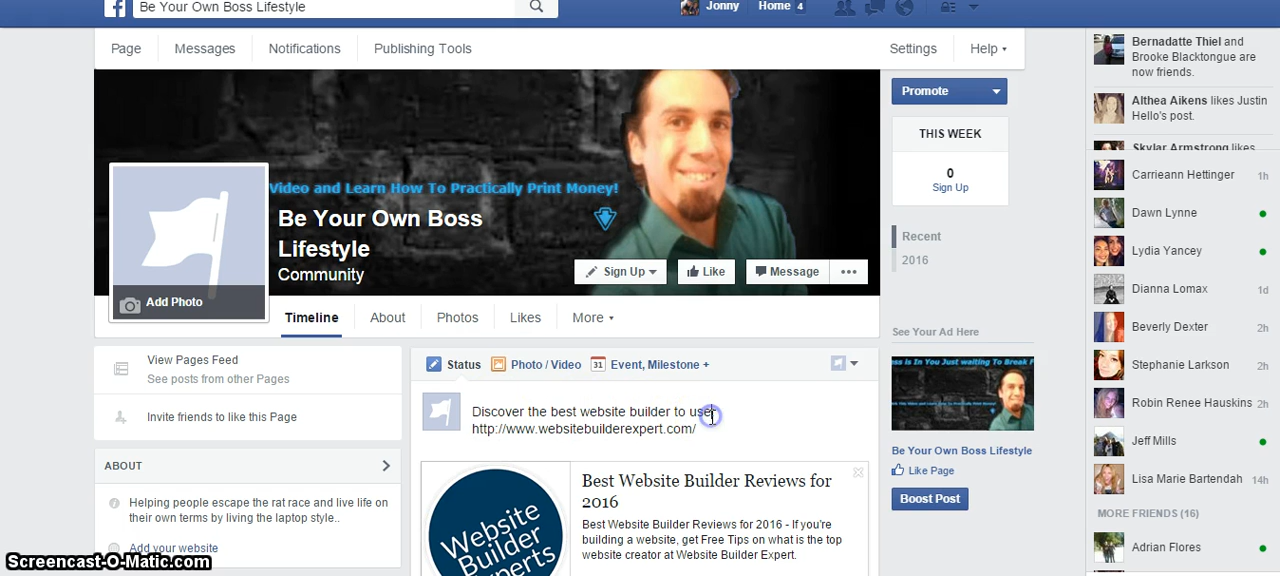 Be Your Own Boss Lifestyle
Jonny
Home 4
Page
Messages
Notifications
Publishing Tools
Settings
Help
Video and Learn How To Practically Print Money!
Be Your Own Boss
Lifestyle
Community
Add Photo
Sign Up
Like
Message
Timeline
About
Photos
Likes
More
View Pages Feed
See posts from other Pages
Invite friends to like this Page
ABOUT
Helping people escape the rat race and live life on
their own terms by living the laptop style..
Add your website
Status
Photo / Video
31
Event, Milestone +
Discover the best website builder to use
http://www.websitebuilderexpert.com/
Website
Builder
Experts
Best Website Builder Reviews for
2016
Best Website Builder Reviews for 2016 - If you're
building a website, get Free Tips on what is the top
website creator at Website Builder Expert.
Promote
THIS WEEK
0
Sign Up
Recent
2016
See Your Ad Here
Be Your Own Boss Lifestyle
Like Page
Boost Post
Bernadatte Thiel and
Brooke Blacktongue are
now friends.
Althea Aikens likes Justin
Hello's post.
Skylar Armstrong likes
Carrieann Hettinger 1h
Dawn Lynne
Lydia Yancey
Dianna Lomax 1d
Beverly Dexter 2h
Stephanie Larkson 2h
Robin Renee Hauskins 2h
Jeff Mills
Lisa Marie Bartendah 14h
MORE FRIENDS (16)
Adrian Flores
Screencast-O-Matic.com